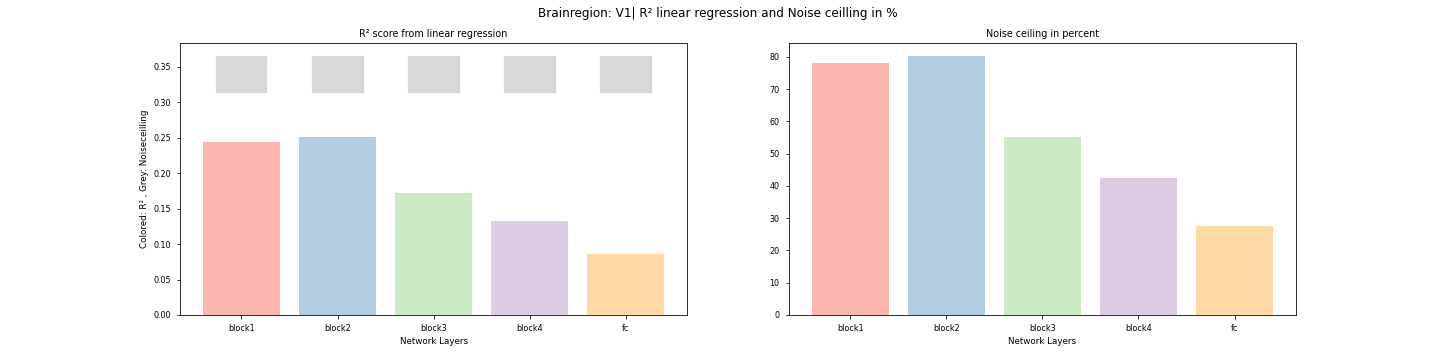 Brainregion: V1| R² linear regression and Noise ceilling in %
R² score from linear regression
Colored: R² , Grey: Noiseceilling
0.35
0.30
0.25
0.20
0.15
0.10
0.05
0.00
block1
block2
block3
block4
fc
Network Layers
Noise ceiling in percent
80
70
60
50
40
30
20
10
0
block1
block2
block3
block4
fc
Network Layers